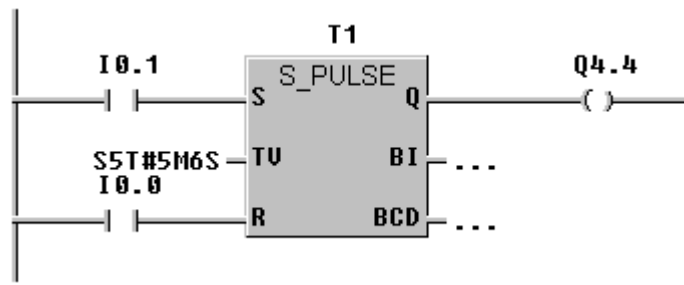 T1
I0.1
S_PULSE
Q4.4
S
Q
S5T#5M6S
TV
BI
...
I0.0
R
BCD
...